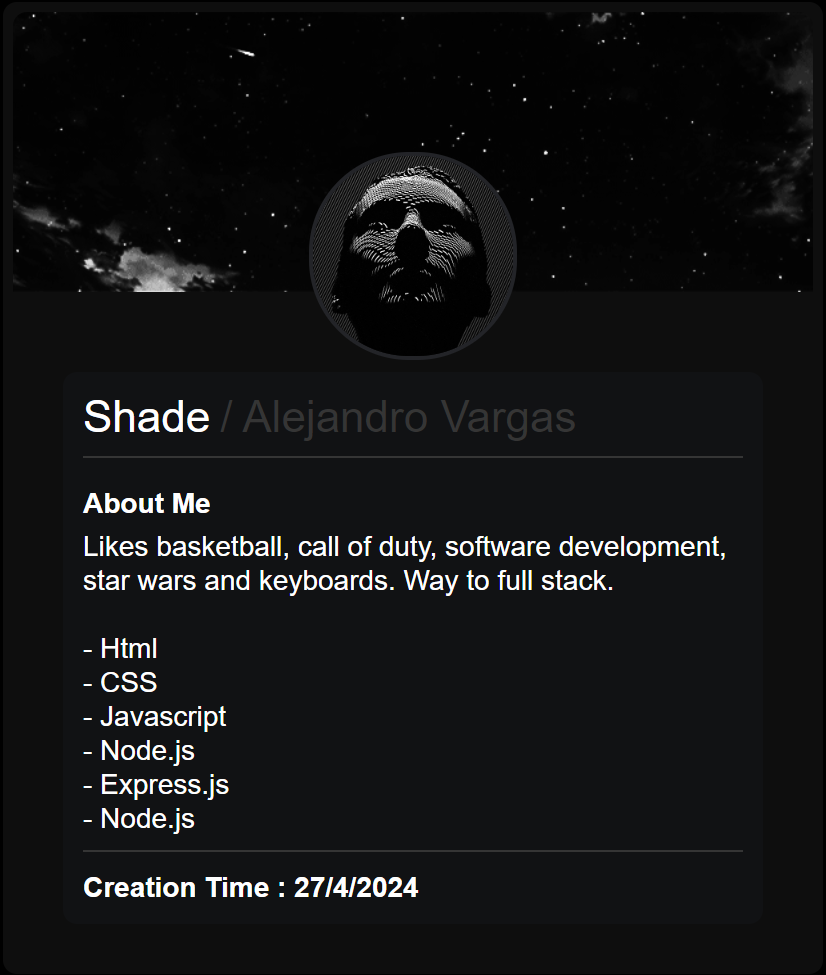 Shade / Alejandro Vargas
About Me
Likes basketball, call of duty, software development,
star wars and keyboards. Way to full stack.
- Html
- CSS
- Javascript
- Node.js
- Express.js
- Node.js
Creation Time : 27/4/2024